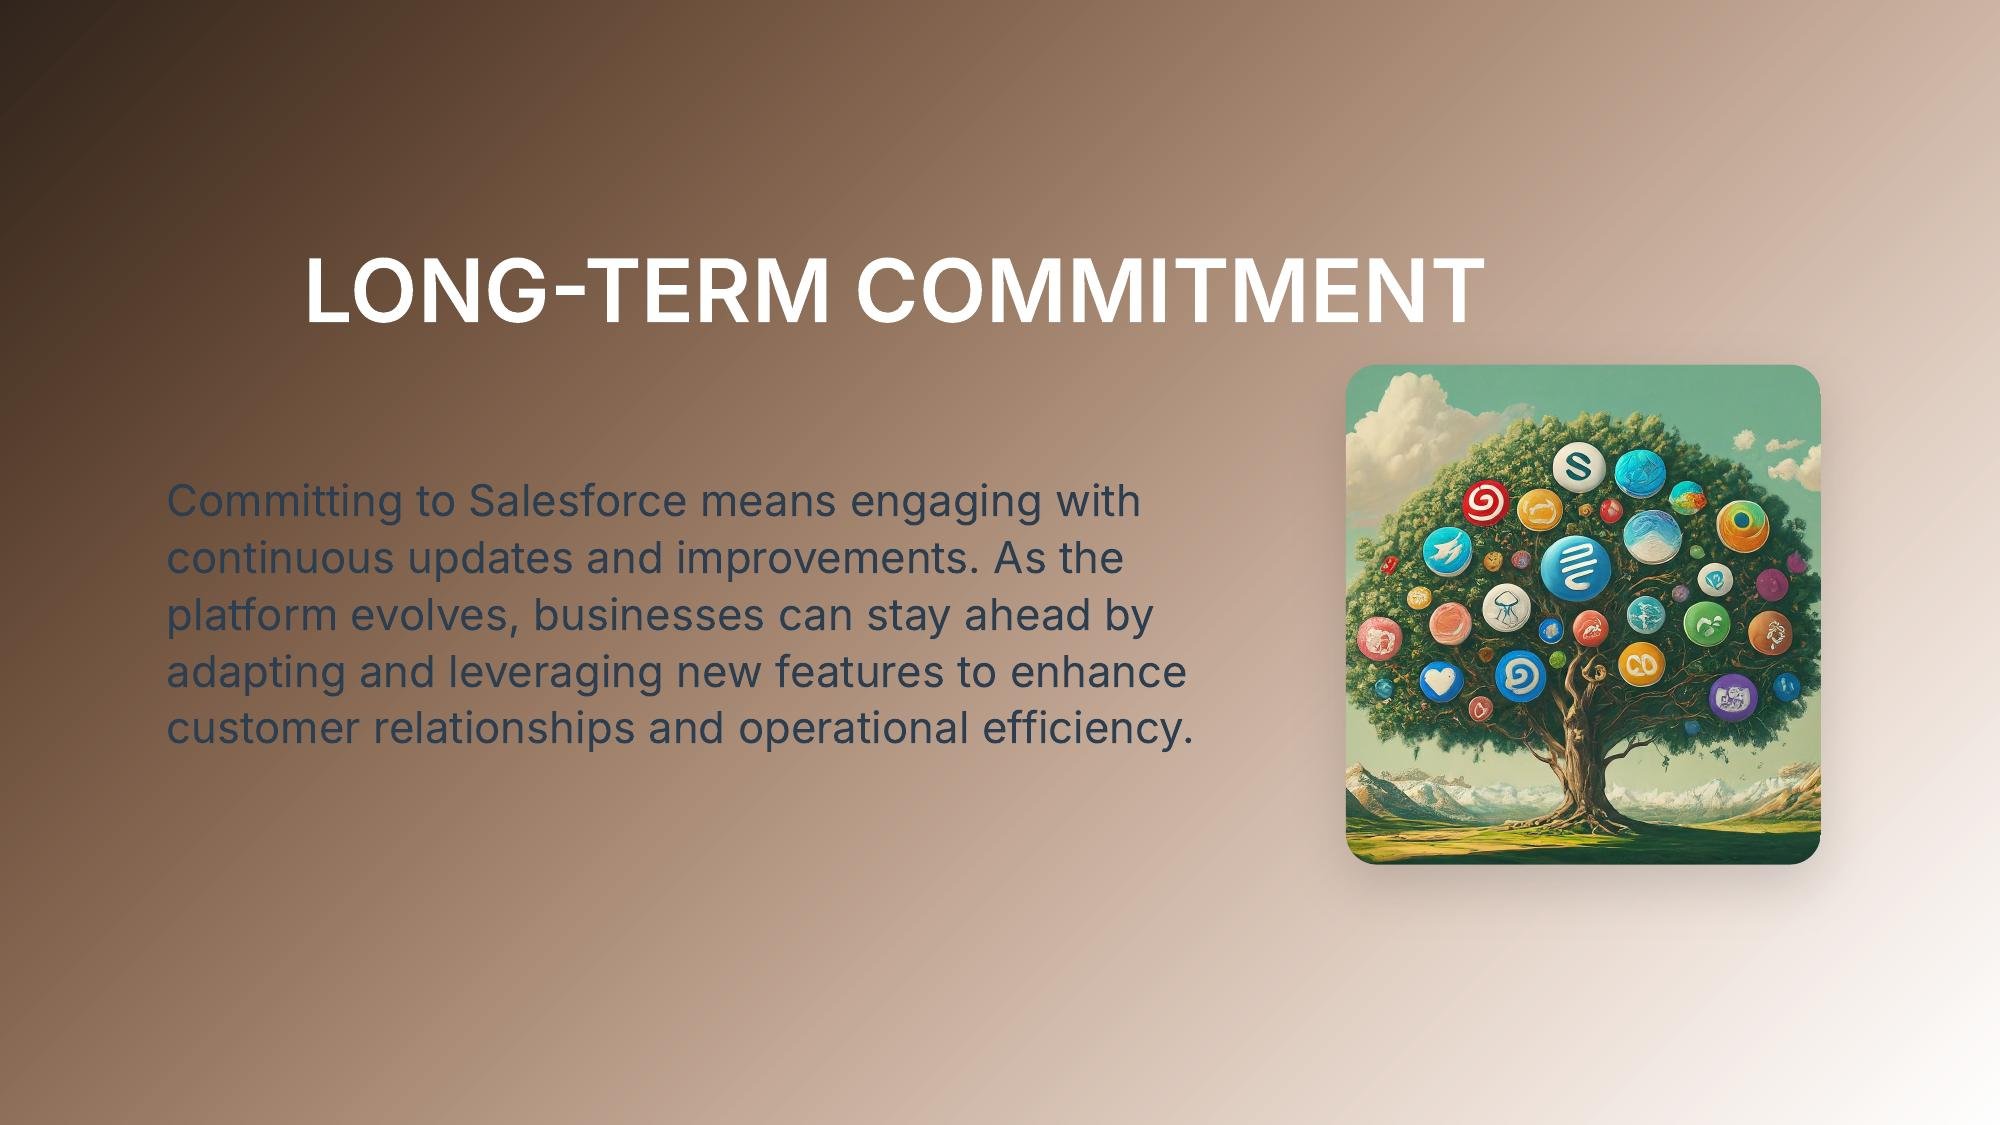 LONG-TERM COMMITMENT
Committing to Salesforce means engaging with
continuous updates and improvements. As the
platform evolves, businesses can stay ahead by
adapting and leveraging new features to enhance
customer relationships and operational efficiency.
S